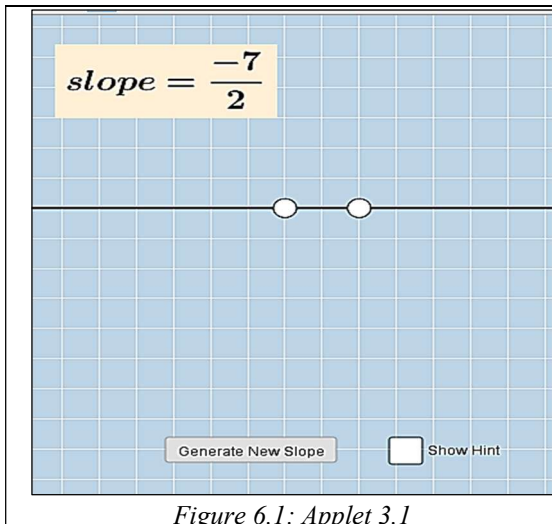 slope = -7/2
Generate New Slope
Show Hint
Figure 6.1: Applet 3.1